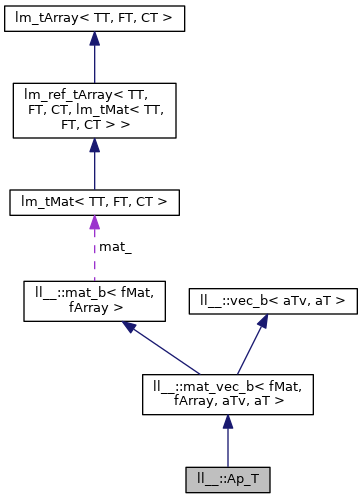 lm_tArray< TT, FT, CT >
lm_ref_tArray< TT,
FT, CT, lm_tMat< TT,
FT, CT > >
lm_tMat< TT, FT, CT >
mat_
ll__::mat_b< fMat,
fArray >
ll__::vec_b< aTv, aT >
ll__::mat_vec_b< fMat,
fArray, aTv, aT >
ll__::Ap_T